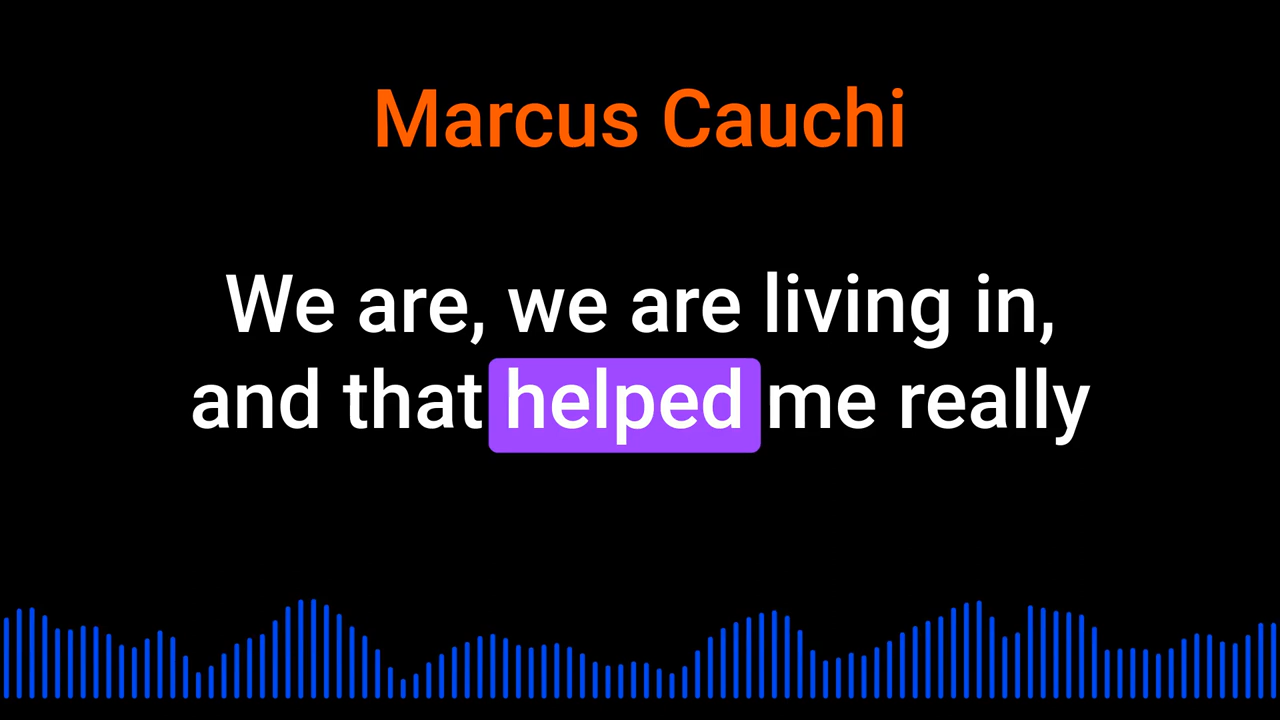 Marcus Cauchi
We are, we are living in,
and that helped me really